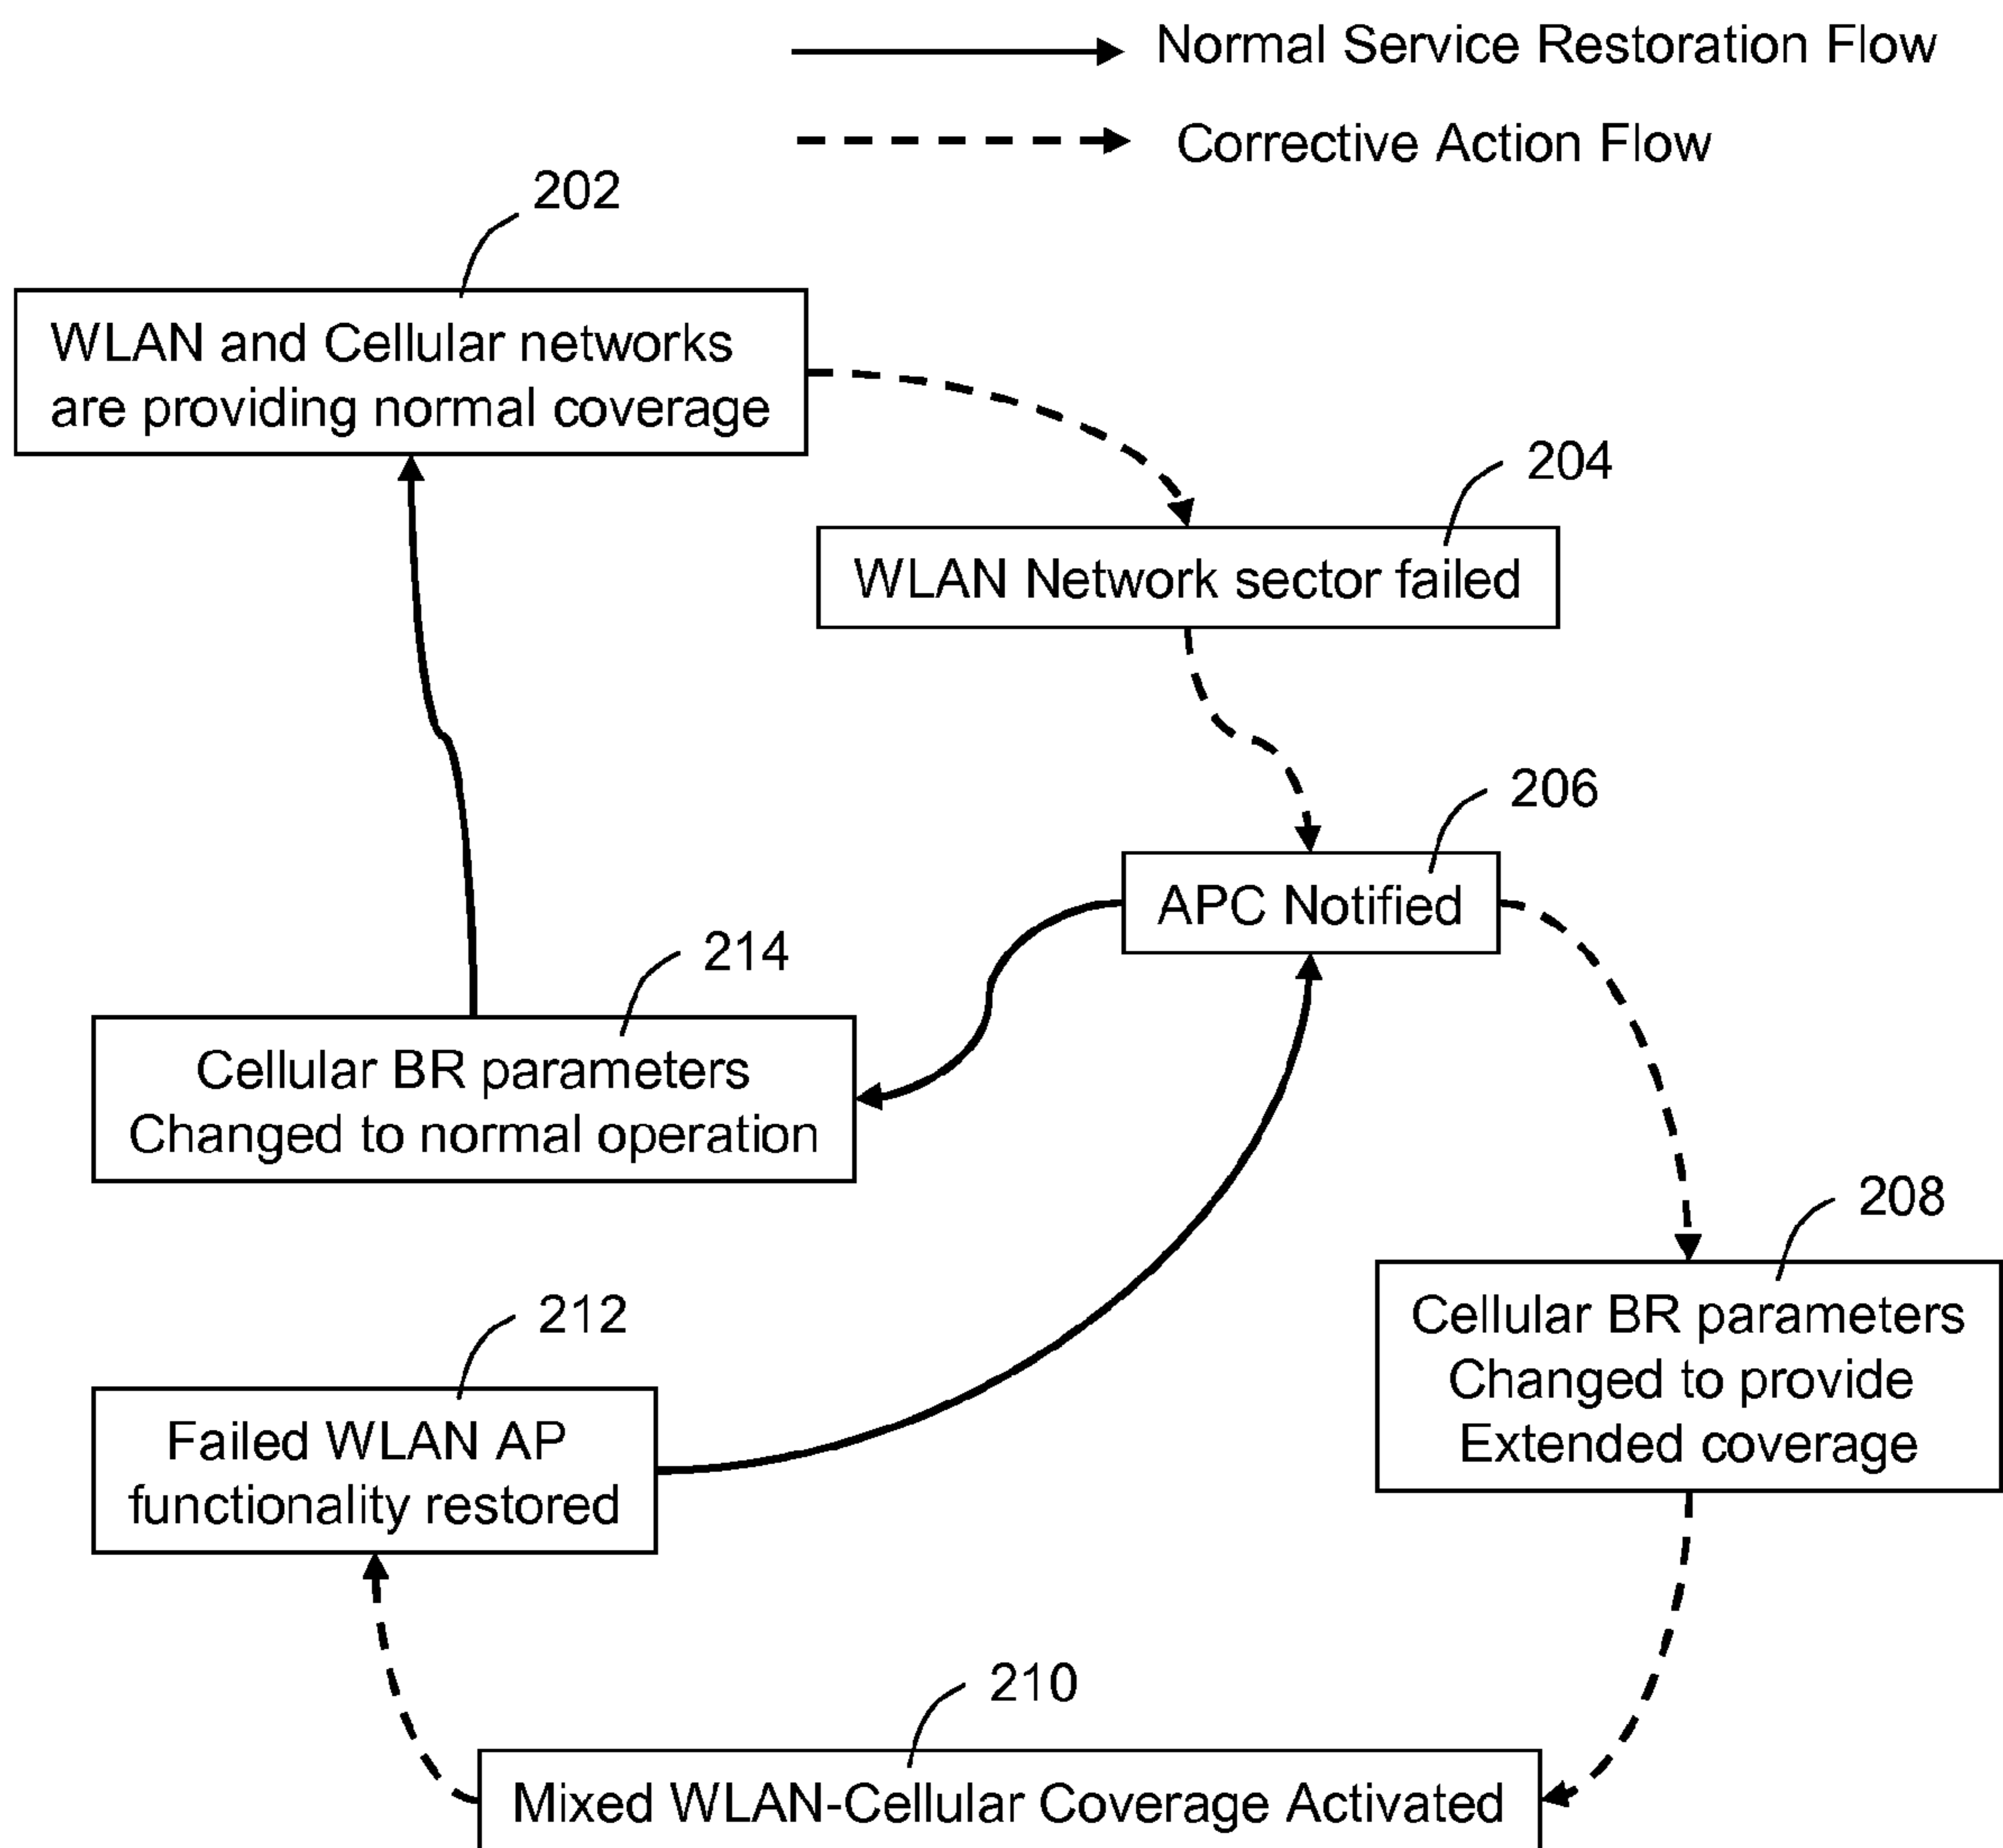 Normal Service Restoration Flow
Corrective Action Flow
202
WLAN and Cellular networks
are providing normal coverage
204
WLAN Network sector failed
206
APC Notified
214
Cellular BR parameters
Changed to normal operation
208
Cellular BR parameters
Changed to provide
Extended coverage
212
Failed WLAN AP
functionality restored
210
Mixed WLAN-Cellular Coverage Activated